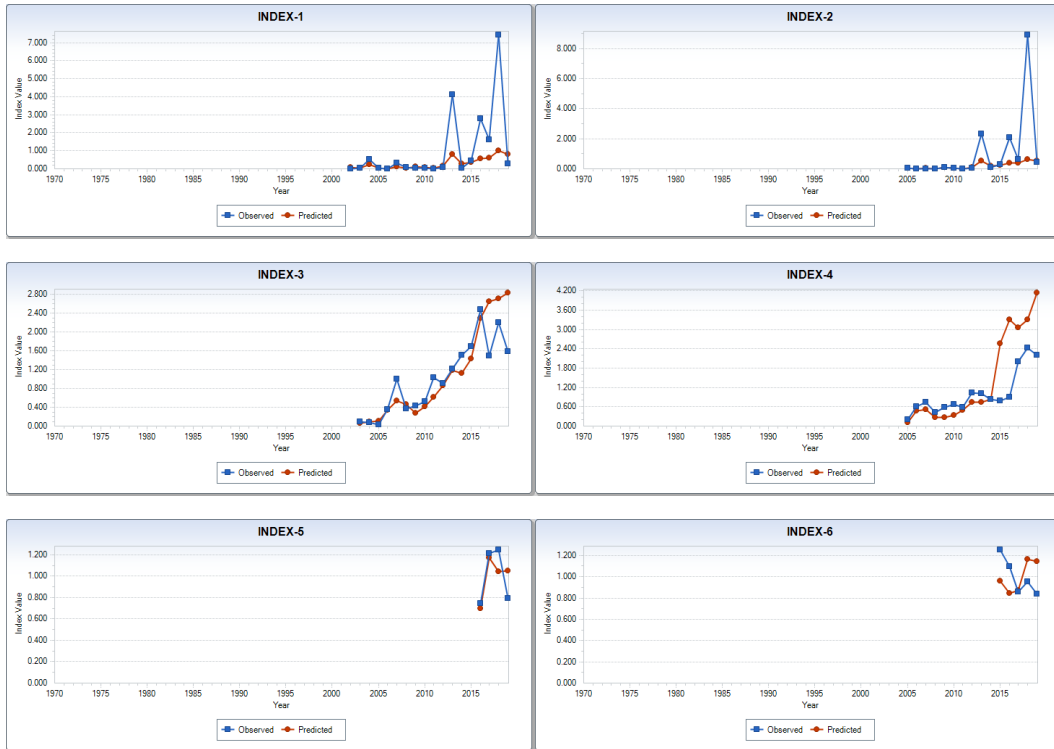 INDEX-1
Index Value
7.000
6.000
5.000
4.000
3.000
2.000
1.000
0.000
1970 1975 1980 1985 1990 1995 2000 2005 2010 2015
Year
Observed Predicted
INDEX-2
Index Value
8.000
6.000
4.000
2.000
0.000
1970 1975 1980 1985 1990 1995 2000 2005 2010 2015
Year
Observed Predicted
INDEX-3
Index Value
2.800
2.400
2.000
1.600
1.200
0.800
0.400
0.000
1970 1975 1980 1985 1990 1995 2000 2005 2010 2015
Year
Observed Predicted
INDEX-4
Index Value
4.200
3.600
3.000
2.400
1.800
1.200
0.600
0.000
1970 1975 1980 1985 1990 1995 2000 2005 2010 2015
Year
Observed Predicted
INDEX-5
Index Value
1.200
1.000
0.800
0.600
0.400
0.200
0.000
1970 1975 1980 1985 1990 1995 2000 2005 2010 2015
Year
Observed Predicted
INDEX-6
Index Value
1.200
1.000
0.800
0.600
0.400
0.200
0.000
1970 1975 1980 1985 1990 1995 2000 2005 2010 2015
Year
Observed Predicted